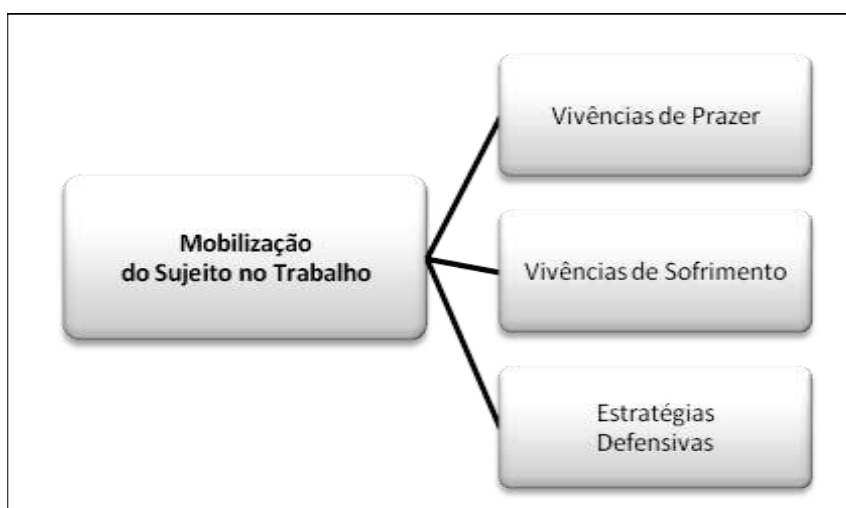 Vivências de Prazer
Mobilização
do Sujeito no Trabalho
Vivências de Sofrimento
Estratégias
Defensivas